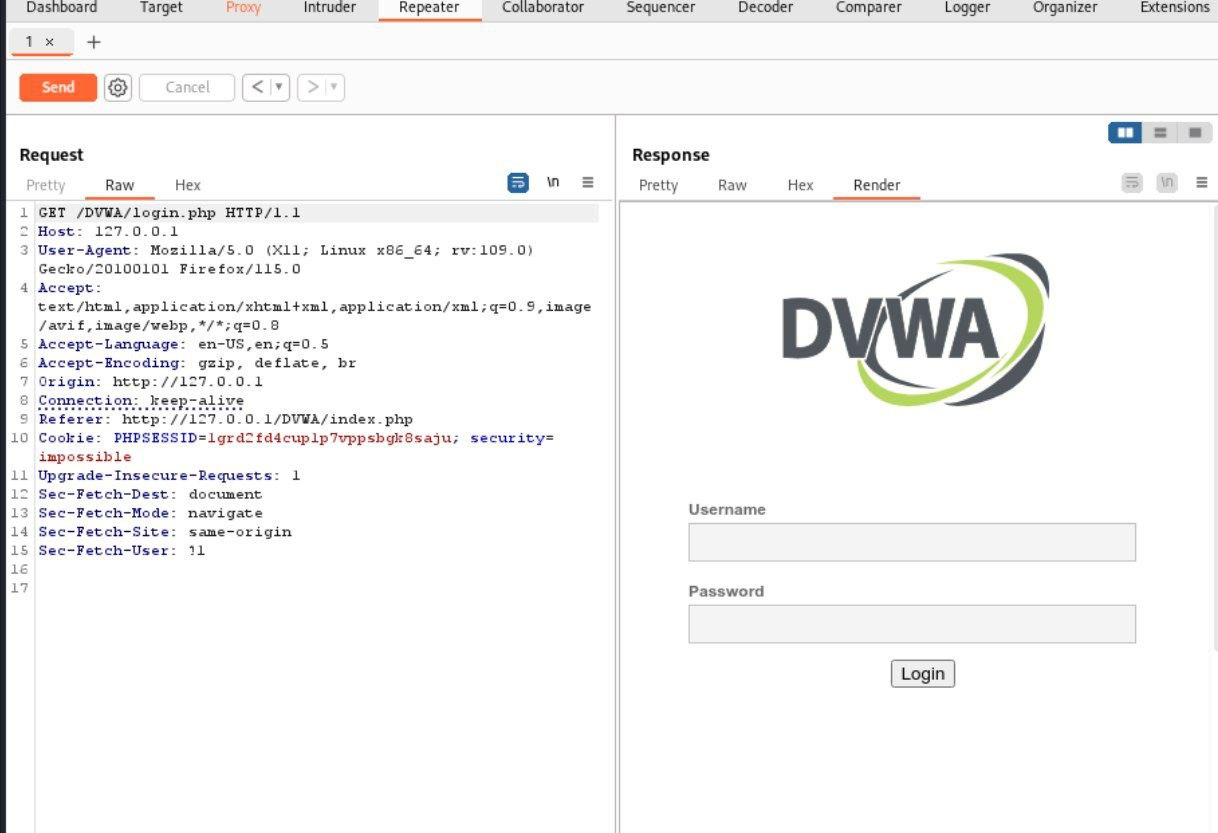 Dashboard Target Proxy Intruder Repeater Collaborator Sequencer Decoder Comparer Logger Organizer Extensions
1 × +
Send Cancel < >
Request
Pretty Raw Hex \n
1 GET /DVWA/login.php HTTP/1.1
2 Host: 127.0.0.1
3 User-Agent: Mozilla/5.0 (X11; Linux x86_64; rv:109.0)
Gecko/20100101 Firefox/115.0
4 Accept:
text/html,application/xhtml+xml,application/xml;q=0.9,image
/avif,image/webp,*/*;q=0.8
5 Accept-Language: en-US,en;q=0.5
6 Accept-Encoding: gzip, deflate, br
7 Origin: http://127.0.0.1
8 Connection: keep-alive
9 Referer: http://127.0.0.1/DVWA/index.php
10 Cookie: PHPSESSID=lgrd2fd4cuplp7vppsbgk8saju; security=
impossible
11 Upgrade-Insecure-Requests: 1
12 Sec-Fetch-Dest: document
13 Sec-Fetch-Mode: navigate
14 Sec-Fetch-Site: same-origin
15 Sec-Fetch-User: ?1
16
17
Response
Pretty Raw Hex Render \n
DVWA
Username
Password
Login